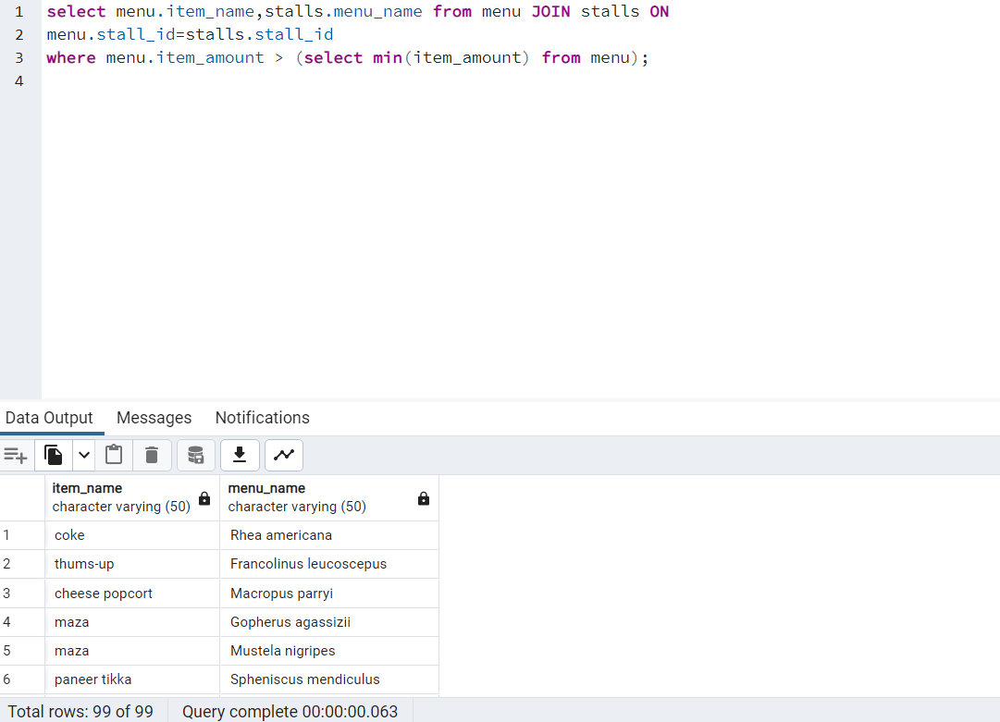 1 select menu.item_name,stalls.menu_name from menu JOIN stalls ON
2 menu.stall_id=stalls.stall_id
3 where menu.item_amount > (select min(item_amount) from menu);
4
Data Output Messages Notifications
item_name menu_name
character varying (50) character varying (50)
1 coke Rhea americana
2 thums-up Francolinus leucoscepus
3 cheese popcort Macropus parryi
4 maza Gopherus agassizii
5 maza Mustela nigripes
6 paneer tikka Spheniscus mendiculus
Total rows: 99 of 99 Query complete 00:00:00.063